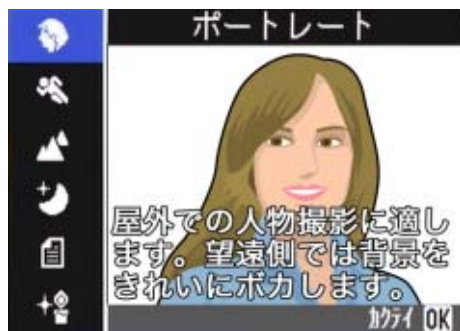 ポートレート
屋外での人物撮影に適し
ます。望遠側では背景を
きれいにボカします。
ｶｸﾃｲ OK